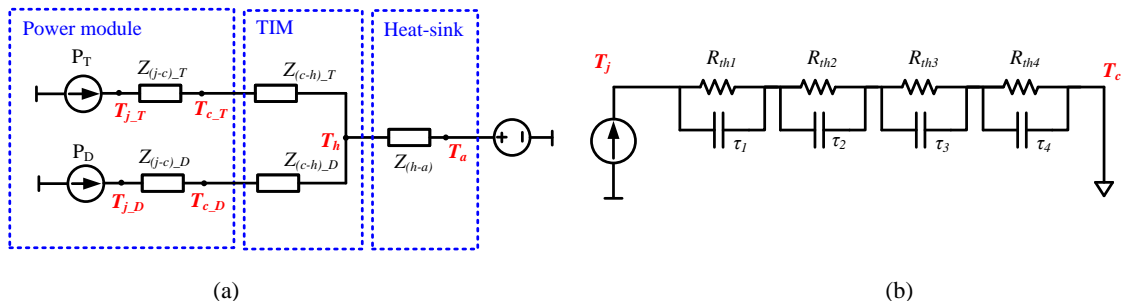 Power module
TIM
Heat-sink
P_T
Z_(j-c)_T
Z_(c-h)_T
T_j_T
T_c_T
T_h
T_a
+ −
Z_(h-a)
P_D
Z_(j-c)_D
Z_(c-h)_D
T_j_D
T_c_D
(a)
R_th1
R_th2
R_th3
R_th4
T_j
T_c
τ_1
τ_2
τ_3
τ_4
(b)